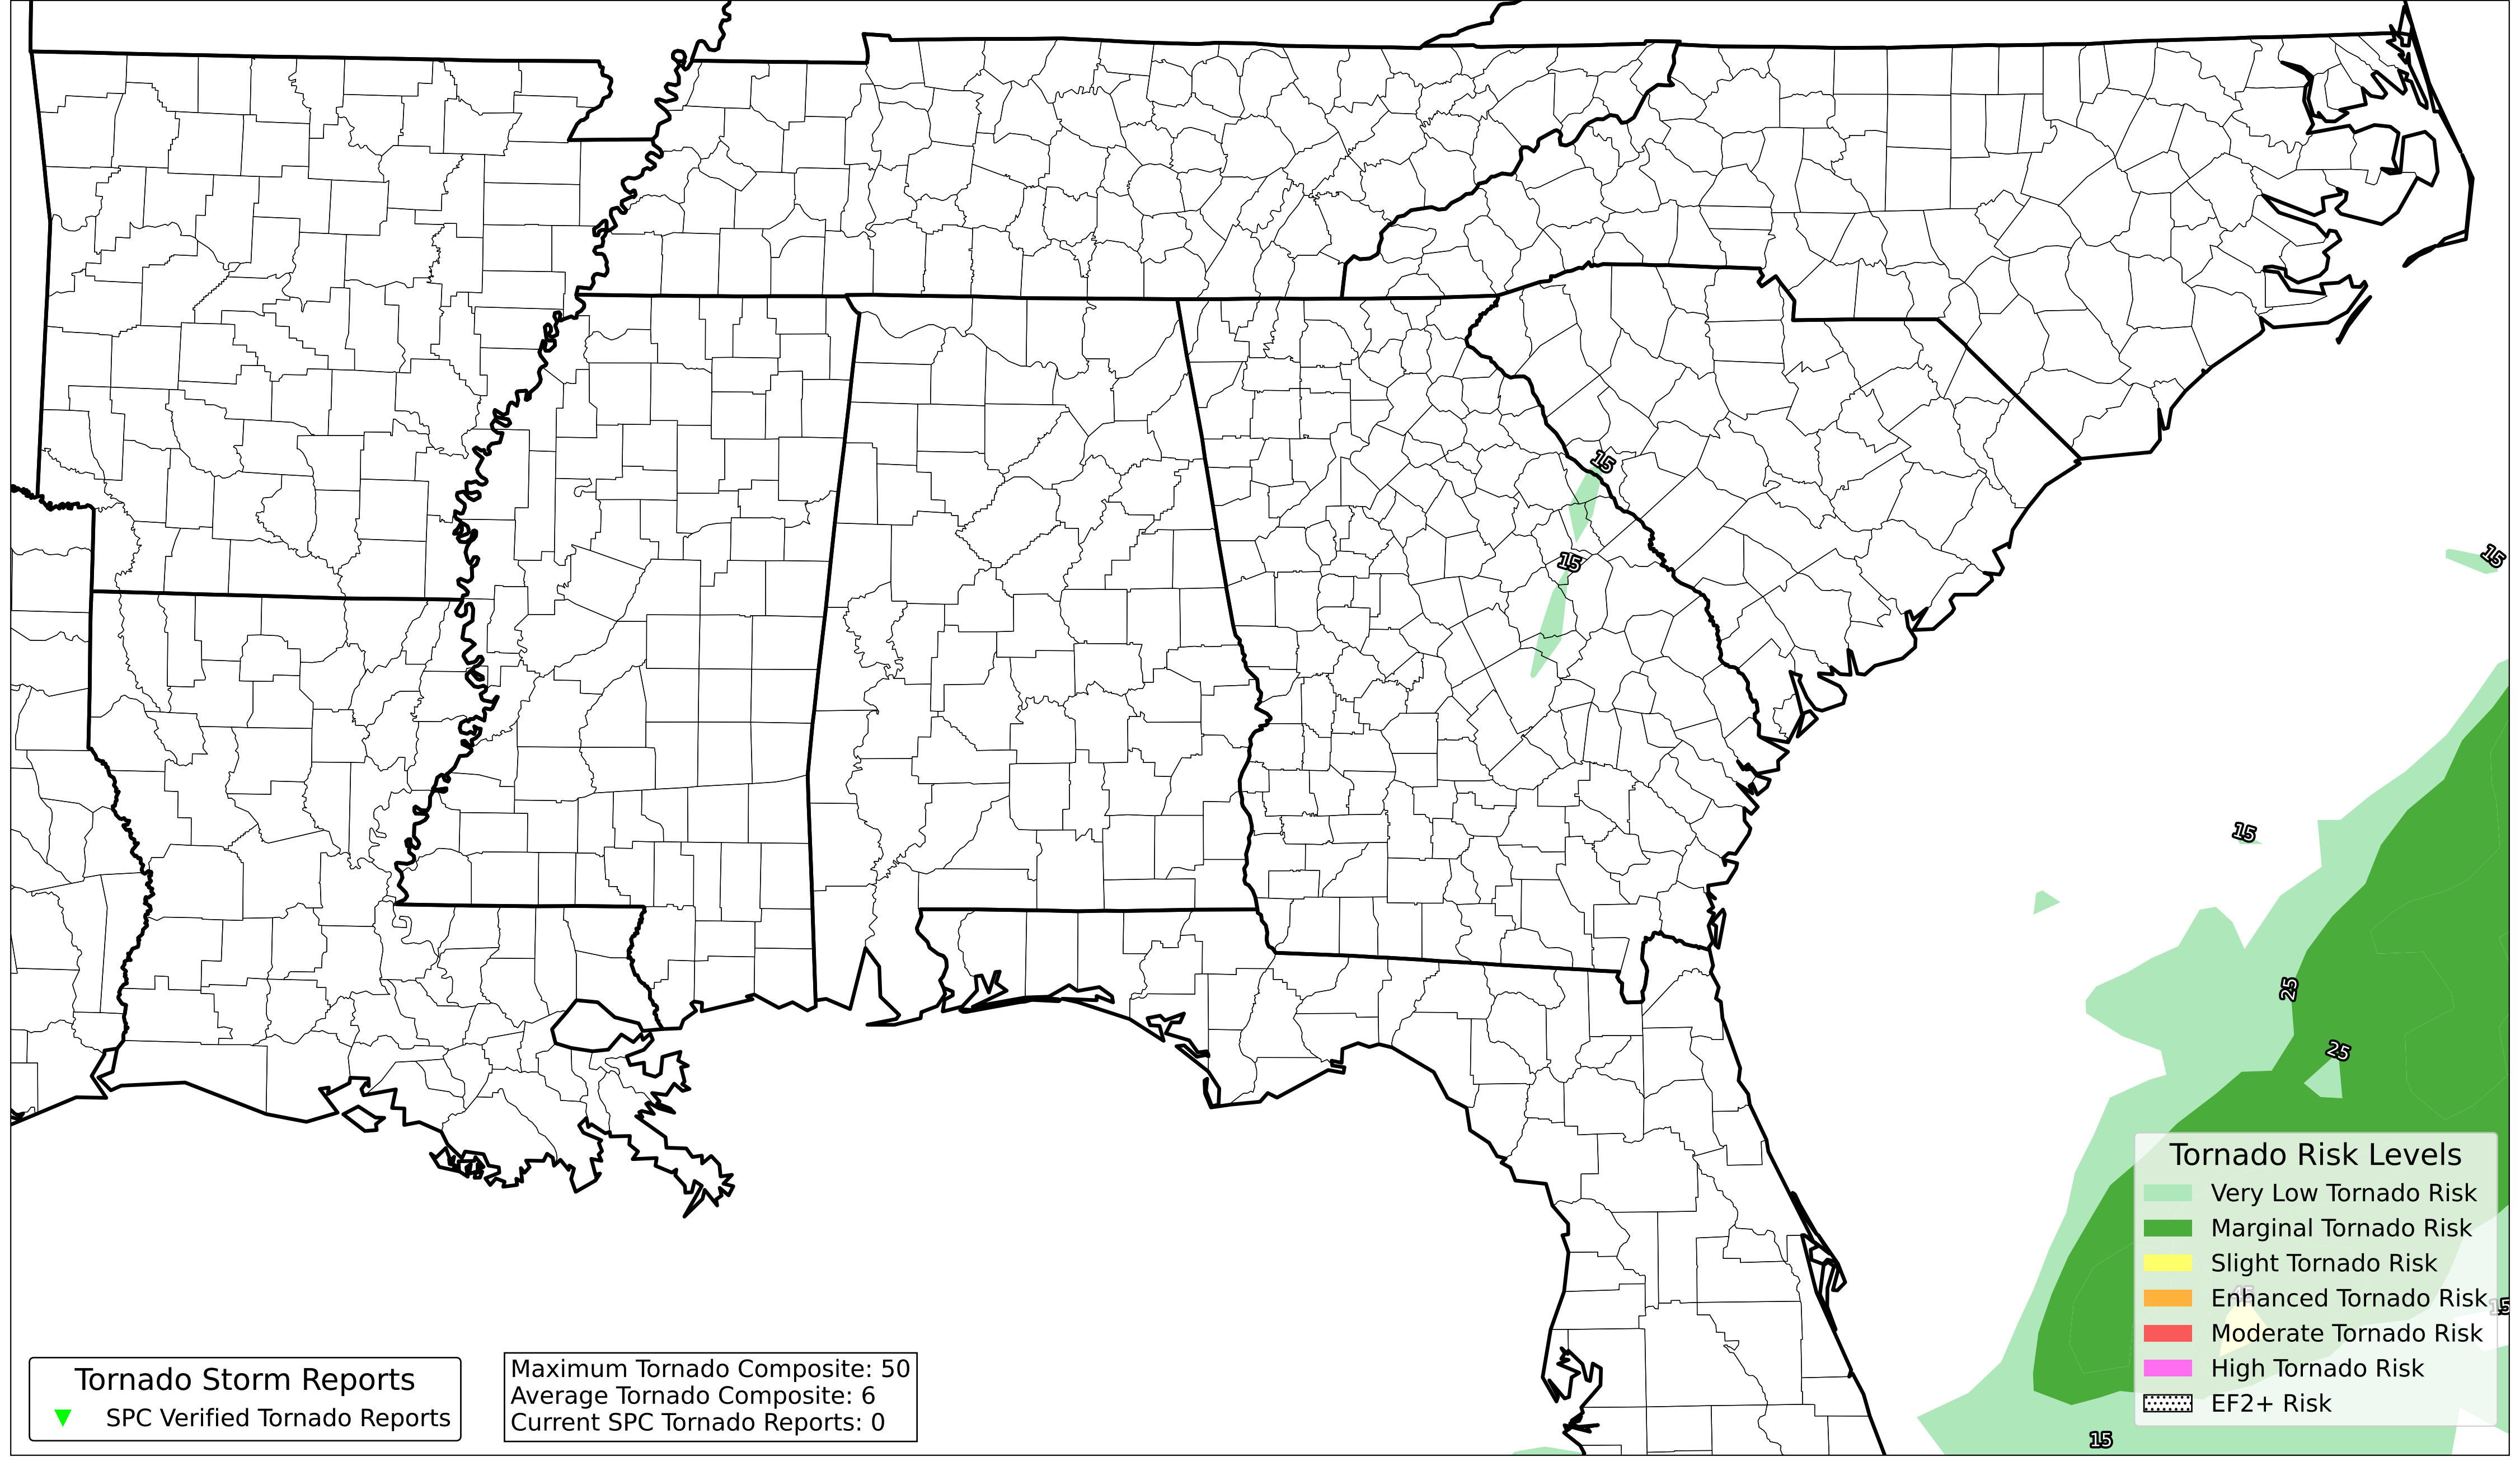 15
15
15
15
25
25
Tornado Risk Levels
Very Low Tornado Risk
Marginal Tornado Risk
Slight Tornado Risk
Enhanced Tornado Risk
15
Moderate Tornado Risk
High Tornado Risk
EF2+ Risk
15
Tornado Storm Reports
SPC Verified Tornado Reports
Maximum Tornado Composite: 50
Average Tornado Composite: 6
Current SPC Tornado Reports: 0